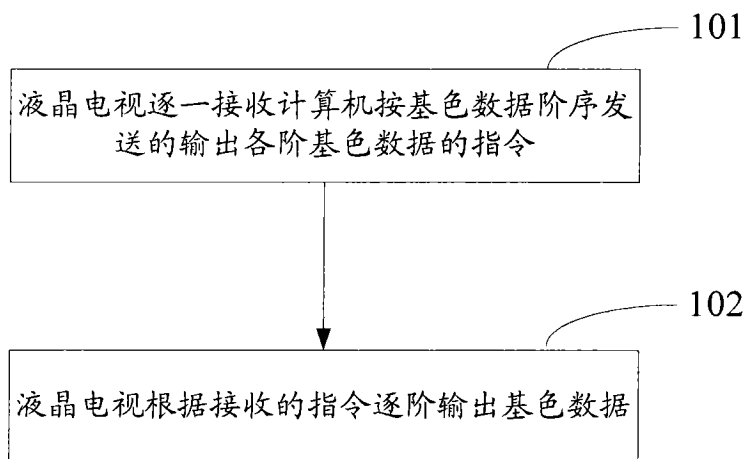 101
液晶电视逐一接收计算机按基色数据阶序发
送的输出各阶基色数据的指令
102
液晶电视根据接收的指令逐阶输出基色数据